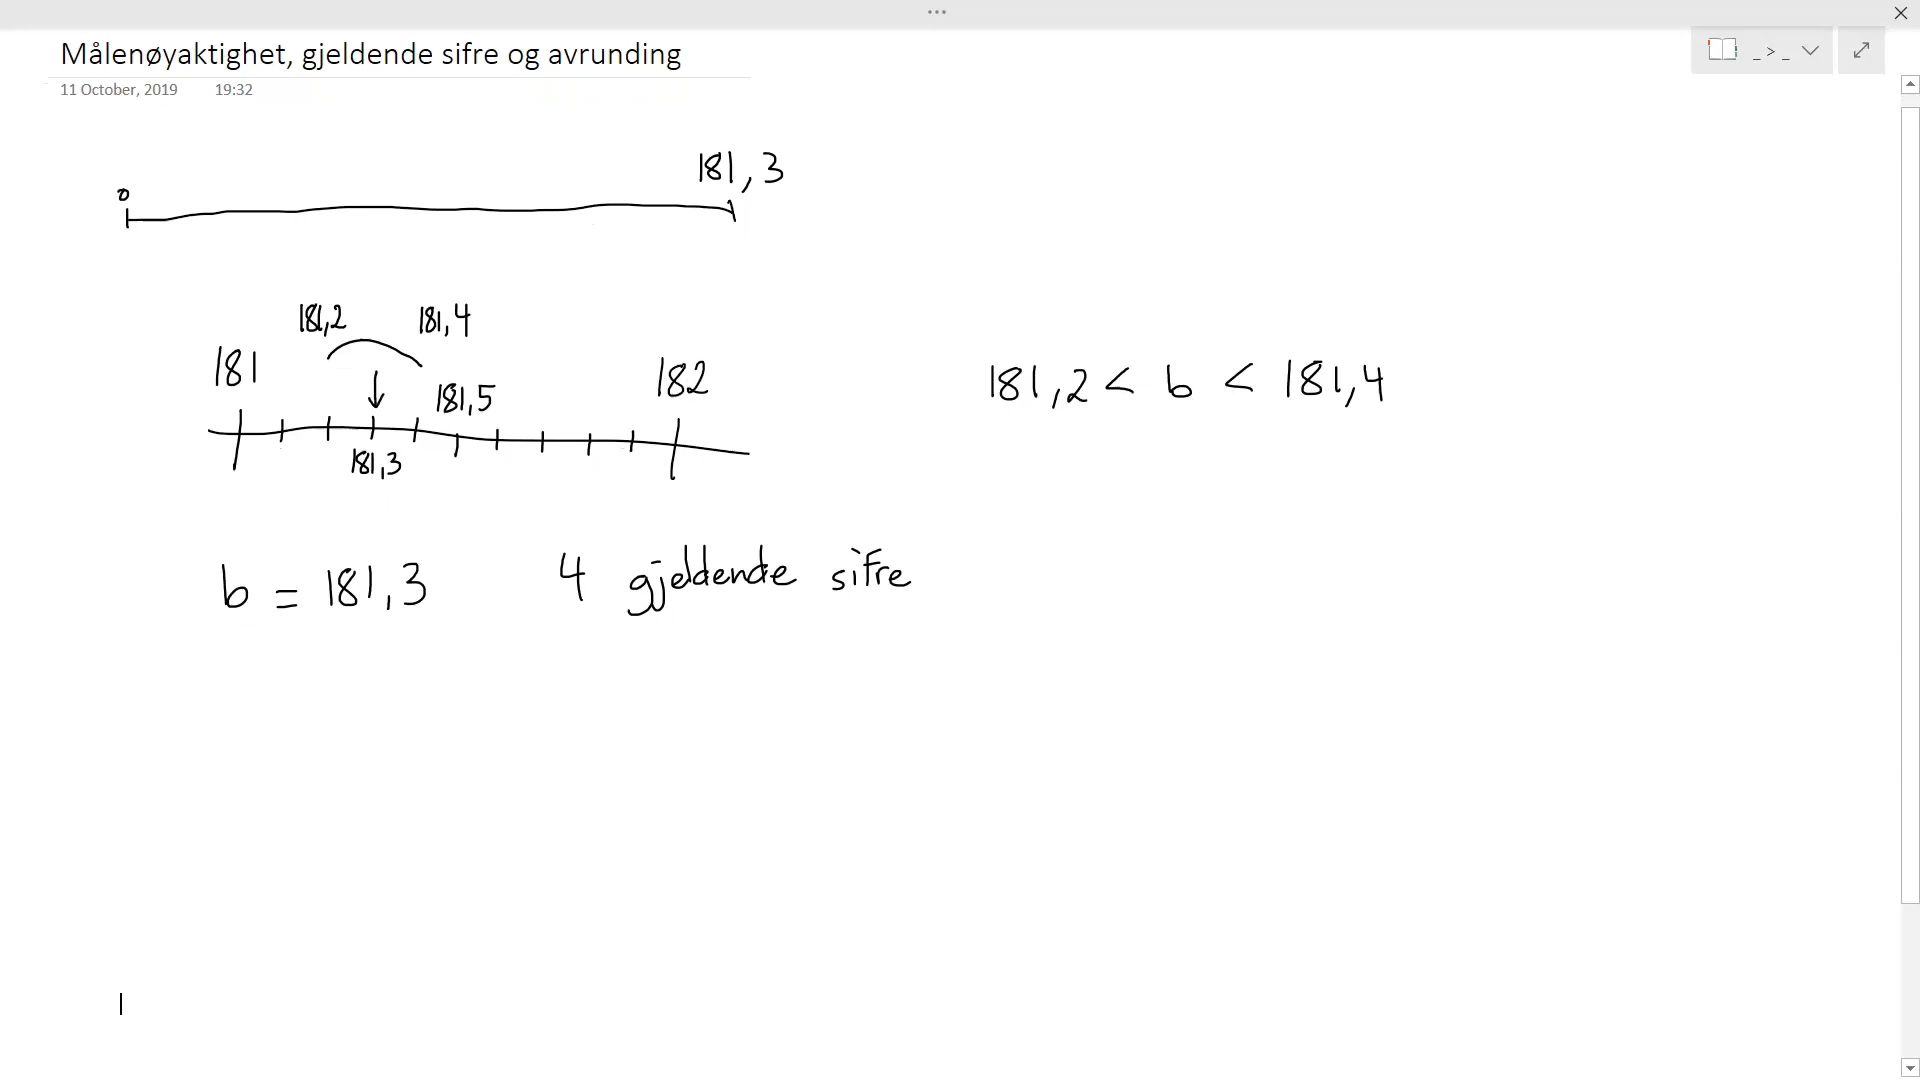 Målenøyaktighet, gjeldende sifre og avrunding
11 October, 2019 19:32
181,3
0
181,2 181,4
181 181,5 182
181,2 < b < 181,4
181,3
b = 181,3 4 gjeldende sifre